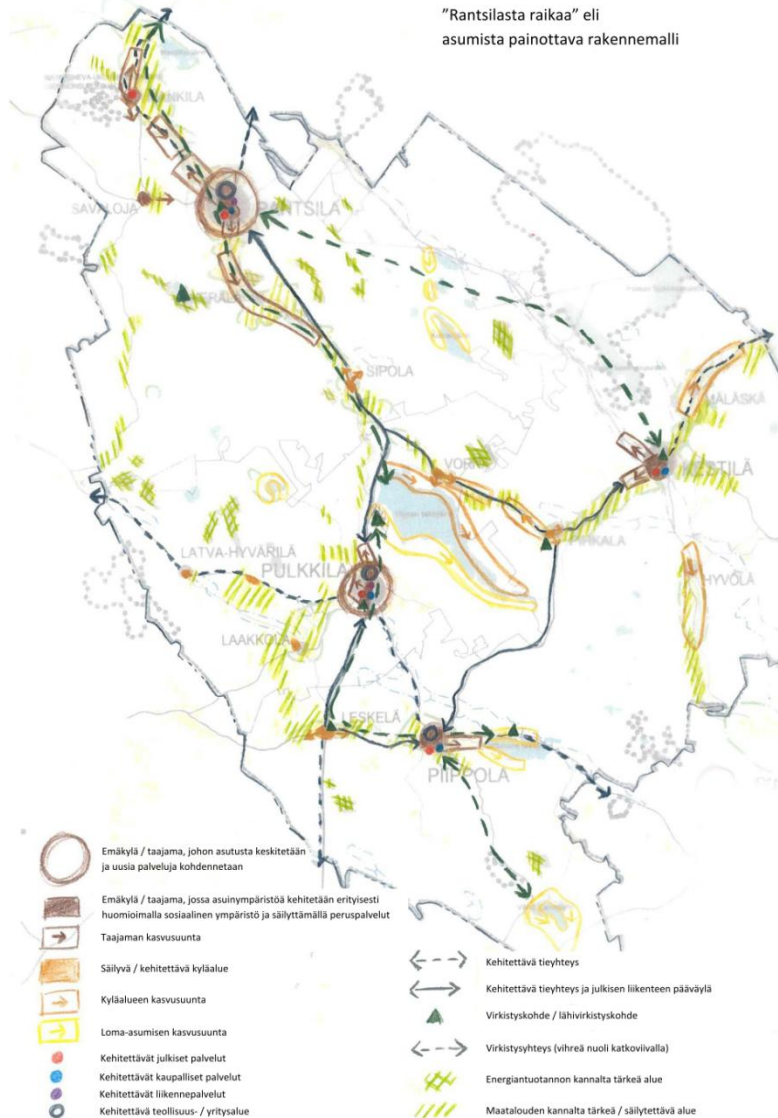 ”Rantsilasta raikaa” eli
asumista painottava rakennemalli
SAVALOJA
SIPOLA
MÄLÄSKÄ
LATVA-HYVÄRILÄ
PULKKILA
HYVÖLÄ
LAAKKOLA
LESKELÄ
PIIPPOLA
Emäkylä / taajama, johon asutusta keskitetään
ja uusia palveluja kohdennetaan
Emäkylä / taajama, jossa asuinympäristöä kehitetään erityisesti
huomioimalla sosiaalinen ympäristö ja säilyttämällä peruspalvelut
Taajaman kasvusuunta
Säilyvä / kehitettävä kyläalue
Kyläalueen kasvusuunta
Loma-asumisen kasvusuunta
Kehitettävät julkiset palvelut
Kehitettävät kaupalliset palvelut
Kehitettävät liikennepalvelut
Kehitettävä teollisuus- / yritysalue
Kehitettävä tieyhteys
Kehitettävä tieyhteys ja julkisen liikenteen pääväylä
Virkistyskohde / lähivirkistyskohde
Virkistysyhteys (vihreä nuoli katkoviivalla)
Energiantuotannon kannalta tärkeä alue
Maatalouden kannalta tärkeä / säilytettävä alue